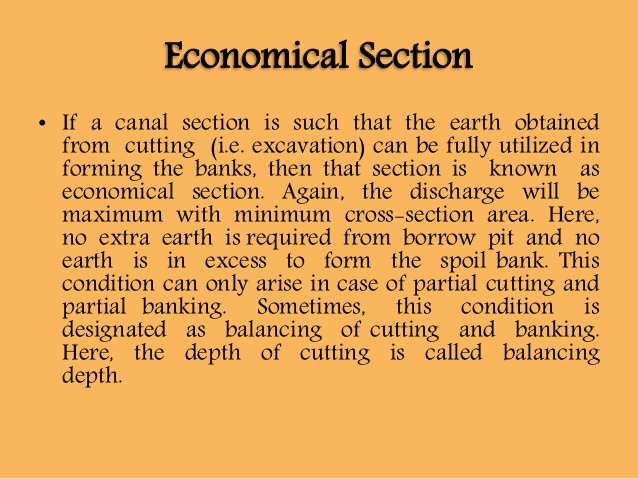 Economical Section
• If a canal section is such that the earth obtained
from cutting (i.e. excavation) can be fully utilized in
forming the banks, then that section is known as
economical section. Again, the discharge will be
maximum with minimum cross-section area. Here,
no extra earth is required from borrow pit and no
earth is in excess to form the spoil bank. This
condition can only arise in case of partial cutting and
partial banking. Sometimes, this condition is
designated as balancing of cutting and banking.
Here, the depth of cutting is called balancing
depth.